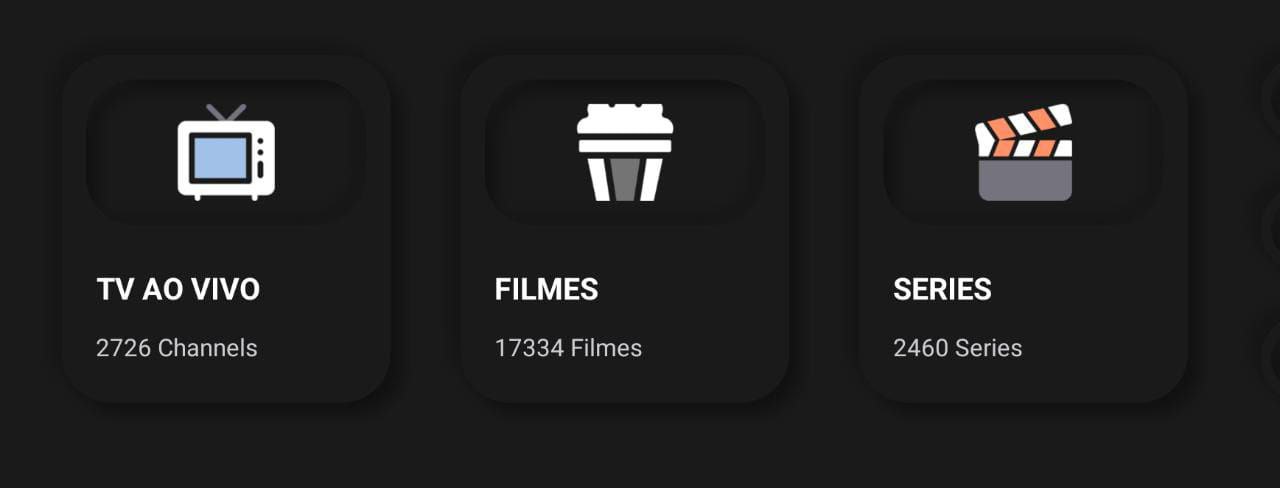 TV AO VIVO
2726 Channels
FILMES
17334 Filmes
SERIES
2460 Series